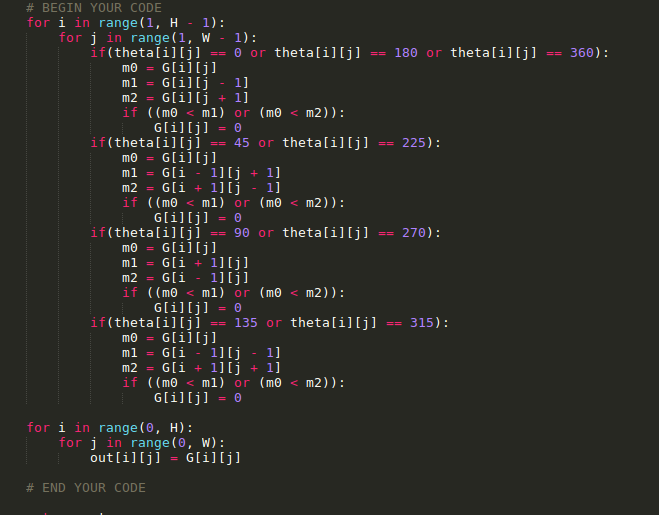 # BEGIN YOUR CODE
for i in range(1, H - 1):
    for j in range(1, W - 1):
        if(theta[i][j] == 0 or theta[i][j] == 180 or theta[i][j] == 360):
            m0 = G[i][j]
            m1 = G[i][j - 1]
            m2 = G[i][j + 1]
            if ((m0 < m1) or (m0 < m2)):
                G[i][j] = 0
        if(theta[i][j] == 45 or theta[i][j] == 225):
            m0 = G[i][j]
            m1 = G[i - 1][j + 1]
            m2 = G[i + 1][j - 1]
            if ((m0 < m1) or (m0 < m2)):
                G[i][j] = 0
        if(theta[i][j] == 90 or theta[i][j] == 270):
            m0 = G[i][j]
            m1 = G[i + 1][j]
            m2 = G[i - 1][j]
            if ((m0 < m1) or (m0 < m2)):
                G[i][j] = 0
        if(theta[i][j] == 135 or theta[i][j] == 315):
            m0 = G[i][j]
            m1 = G[i - 1][j - 1]
            m2 = G[i + 1][j + 1]
            if ((m0 < m1) or (m0 < m2)):
                G[i][j] = 0

for i in range(0, H):
    for j in range(0, W):
        out[i][j] = G[i][j]

# END YOUR CODE